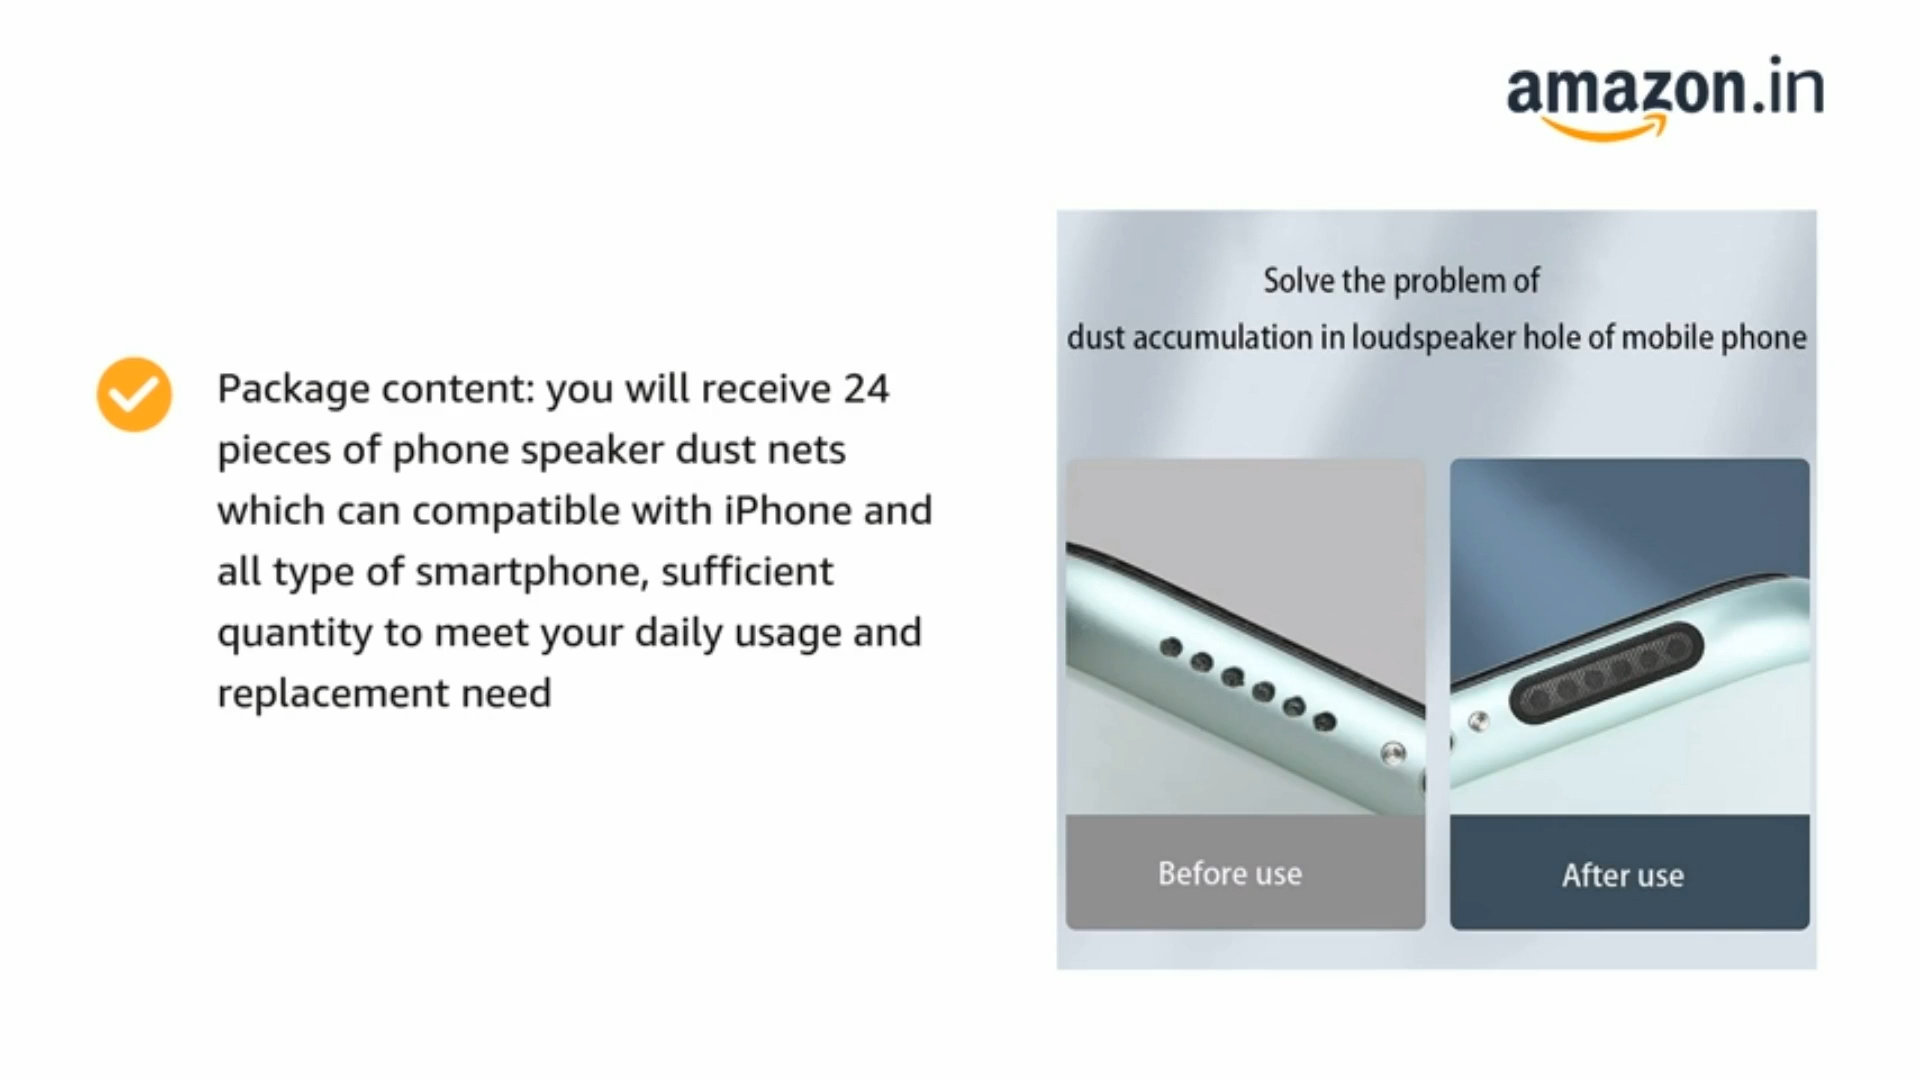 amazon.in
Package content: you will receive 24
pieces of phone speaker dust nets
which can compatible with iPhone and
all type of smartphone, sufficient
quantity to meet your daily usage and
replacement need
Solve the problem of
dust accumulation in loudspeaker hole of mobile phone
Before use
After use